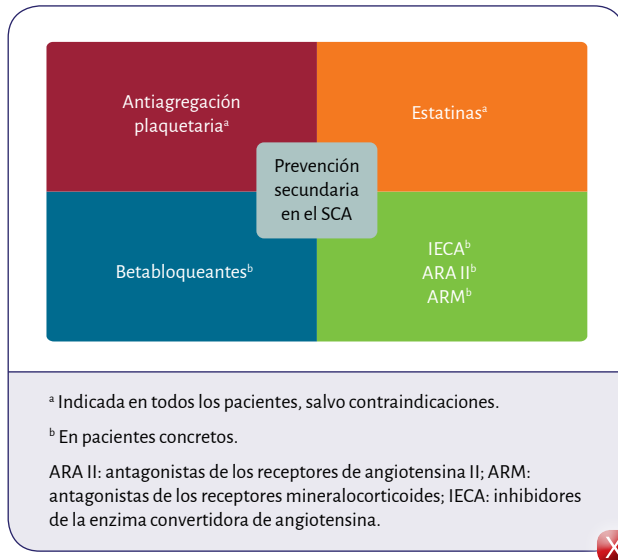 Antiagregación
plaquetariaᵃ
Estatinasᵃ
Prevención
secundaria
en el SCA
Betabloqueantesᵇ
IECAᵇ
ARA IIᵇ
ARMᵇ
ᵃ Indicada en todos los pacientes, salvo contraindicaciones.
ᵇ En pacientes concretos.
ARA II: antagonistas de los receptores de angiotensina II; ARM:
antagonistas de los receptores mineralocorticoides; IECA: inhibidores
de la enzima convertidora de angiotensina.
X